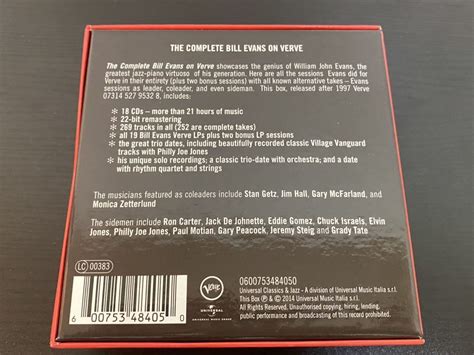 THE COMPLETE BILL EVANS ON VERVE
The Complete Bill Evans on Verve showcases the genius of William John Evans, the
greatest jazz-piano virtuoso of his generation. Here are all the sessions Evans did for
Verve in their entirety (plus two bonus sessions) with all known alternative takes – Evans
sessions as leader, coleader, and even sideman. This box, released after 1997 Verve
07314 527 9532 8, includes:
* 18 CDs – more than 21 hours of music
* 22-bit remastering
* 269 tracks in all (252 are complete takes)
* all 19 Bill Evans Verve LPs plus two bonus LP sessions
* the great trio dates, including beautifully recorded classic Village Vanguard
tracks with Philly Joe Jones
* his unique solo recordings; a classic trio-date with orchestra; and a date
with rhythm quartet and strings
The musicians featured as coleaders include Stan Getz, Jim Hall, Gary McFarland, and
Monica Zetterlund
The sidemen include Ron Carter, Jack De Johnette, Eddie Gomez, Chuck Israels, Elvin
Jones, Philly Joe Jones, Paul Motian, Gary Peacock, Jeremy Steig and Grady Tate
LC 00383
6 00753 48405 0
Verve
UNIVERSAL
UNIVERSAL MUSIC GROUP
0600753484050
Universal Classics & Jazz - A division of Universal Music Italia s.r.l.
This Box ℗ & © 2014 Universal Music Italia s.r.l.
All Rights Reserved. Unauthorised copying, hiring, lending,
public performance and broadcasting of this record prohibited.